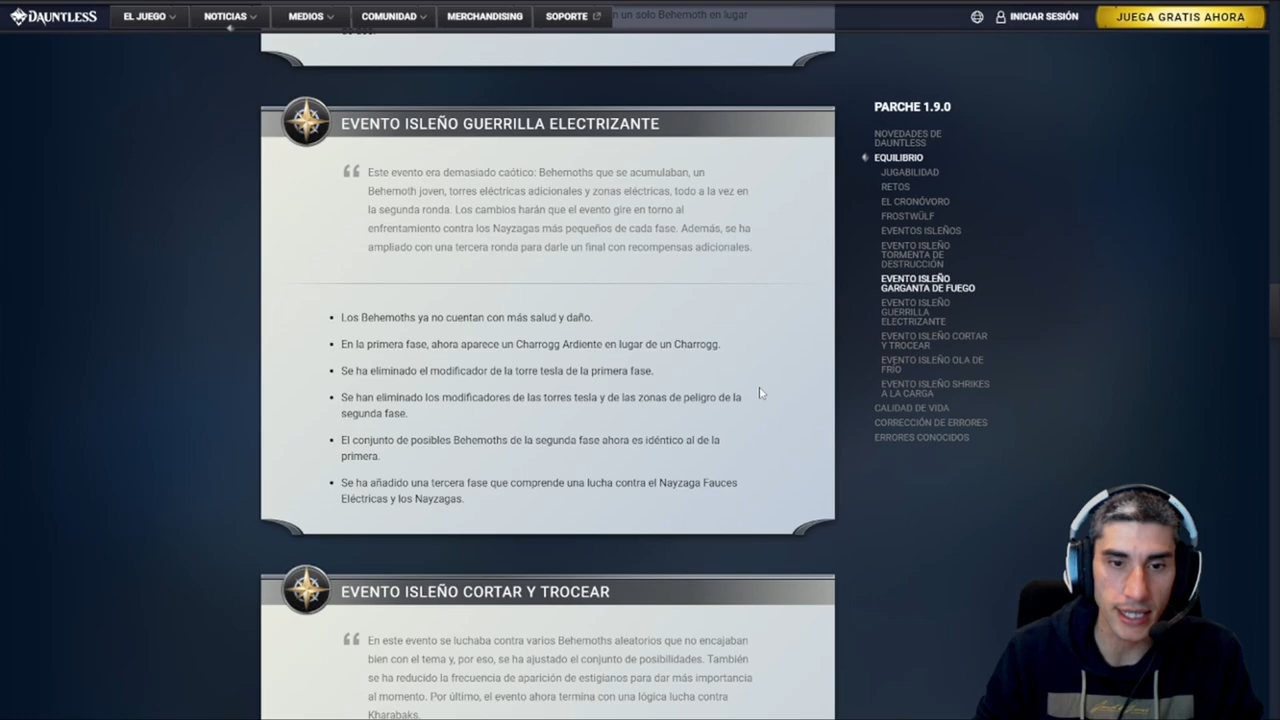 DAUNTLESS
EL JUEGO
NOTICIAS
MEDIOS
COMUNIDAD
MERCHANDISING
SOPORTE
n un solo Behemoth en lugar
INICIAR SESIÓN
JUEGA GRATIS AHORA
EVENTO ISLEÑO GUERRILLA ELECTRIZANTE
Este evento era demasiado caótico: Behemoths que se acumulaban, un
Behemoth joven, torres eléctricas adicionales y zonas eléctricas, todo a la vez en
la segunda ronda. Los cambios harán que el evento gire en torno al
enfrentamiento contra los Nayzagas más pequeños de cada fase. Además, se ha
ampliado con una tercera ronda para darle un final con recompensas adicionales.
• Los Behemoths ya no cuentan con más salud y daño.
• En la primera fase, ahora aparece un Charrogg Ardiente en lugar de un Charrogg.
• Se ha eliminado el modificador de la torre tesla de la primera fase.
• Se han eliminado los modificadores de las torres tesla y de las zonas de peligro de la
segunda fase.
• El conjunto de posibles Behemoths de la segunda fase ahora es idéntico al de la
primera.
• Se ha añadido una tercera fase que comprende una lucha contra el Nayzaga Fauces
Eléctricas y los Nayzagas.
EVENTO ISLEÑO CORTAR Y TROCEAR
En este evento se luchaba contra varios Behemoths aleatorios que no encajaban
bien con el tema y, por eso, se ha ajustado el conjunto de posibilidades. También
se ha reducido la frecuencia de aparición de estigianos para dar más importancia
al momento. Por último, el evento ahora termina con una lógica lucha contra
Kharabaks.
PARCHE 1.9.0
NOVEDADES DE
DAUNTLESS
EQUILIBRIO
JUGABILIDAD
RETOS
EL CRONÓVORO
FROSTWÜLF
EVENTOS ISLEÑOS
EVENTO ISLEÑO
TORMENTA DE
DESTRUCCIÓN
EVENTO ISLEÑO
GARGANTA DE FUEGO
EVENTO ISLEÑO
GUERRILLA
ELECTRIZANTE
EVENTO ISLEÑO CORTAR
Y TROCEAR
EVENTO ISLEÑO OLA DE
FRÍO
EVENTO ISLEÑO SHRIKES
A LA CARGA
CALIDAD DE VIDA
CORRECCIÓN DE ERRORES
ERRORES CONOCIDOS